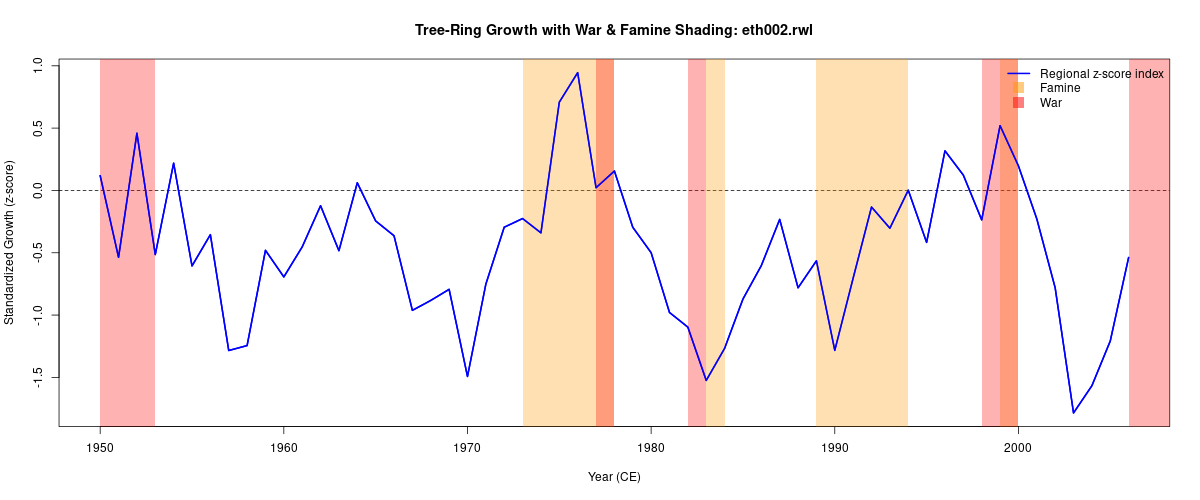 Tree-Ring Growth with War & Famine Shading: eth002.rwl
Regional z-score index
Famine
War
Standardized Growth (z-score)
1.0
0.5
0.0
-0.5
-1.0
-1.5
1950 1960 1970 1980 1990 2000
Year (CE)